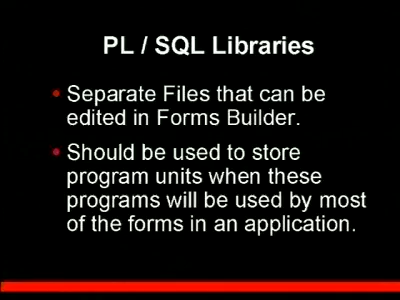 PL / SQL Libraries
• Separate Files that can be
edited in Forms Builder.
• Should be used to store
program units when these
programs will be used by most
of the forms in an application.